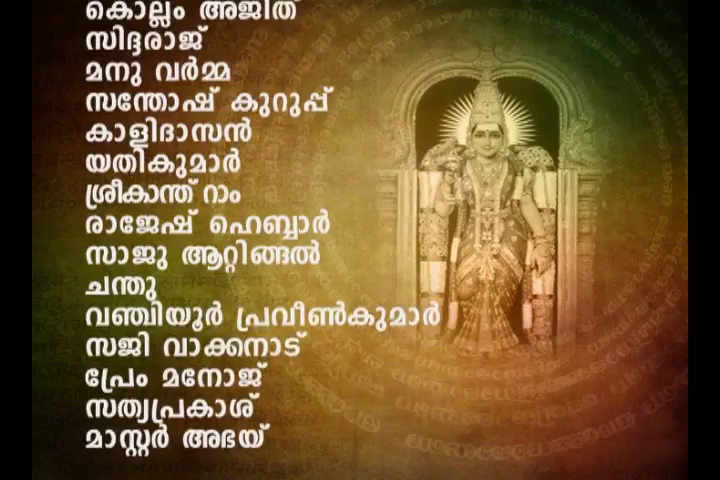 കൊല്ലം അജിത്
സിദ്ദരാജ്
മനു വർമ്മ
സന്തോഷ് കുറുപ്പ്
കാളിദാസൻ
യതികുമാർ
ശ്രീകാന്ത് റാം
രാജേഷ് ഹെബ്ബാർ
സാജു ആറ്റിങ്ങൽ
ചന്തു
വഞ്ചിയൂർ പ്രവീൺകുമാർ
സജി വാക്കനാട്
പ്രേം മനോജ്
സത്യപ്രകാശ്
മാസ്റ്റർ അഭയ്